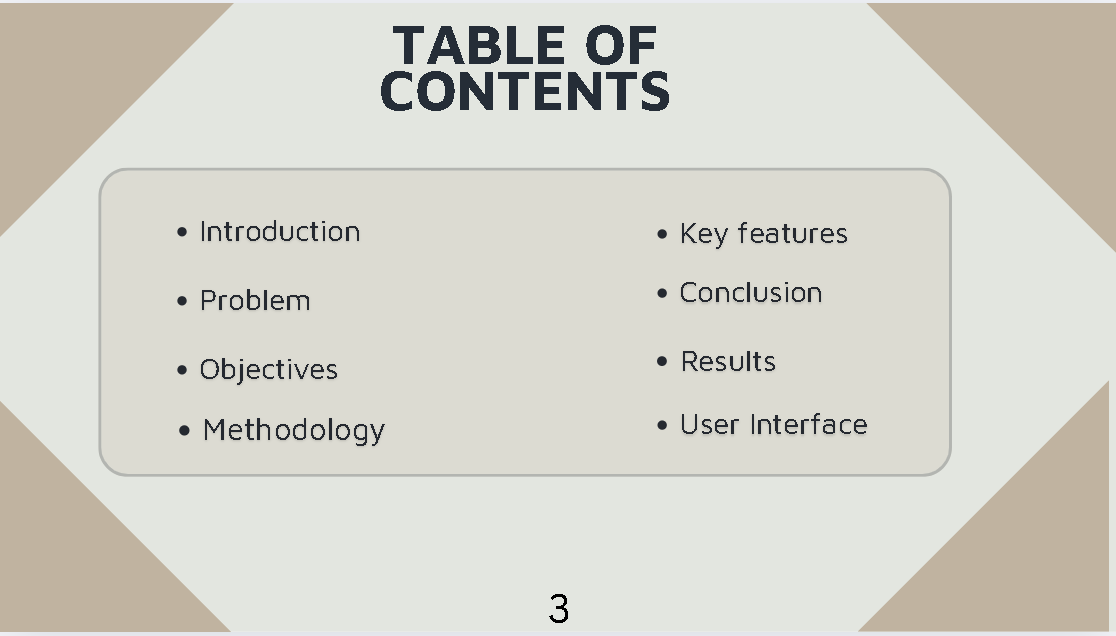 TABLE OF
CONTENTS
• Introduction
• Problem
• Objectives
• Methodology
• Key features
• Conclusion
• Results
• User Interface
3